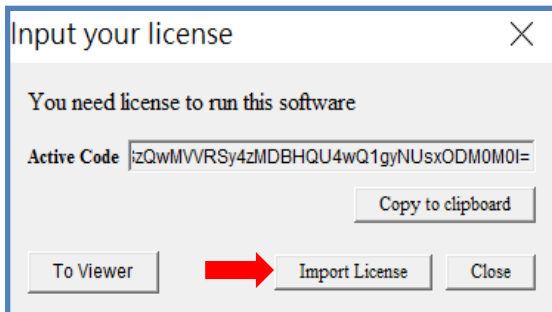 Input your license
You need license to run this software
Active Code :zQwMVVRSy4zMDBHQU4wQ1gyNUsxODM0M0I=
Copy to clipboard
To Viewer Import License Close